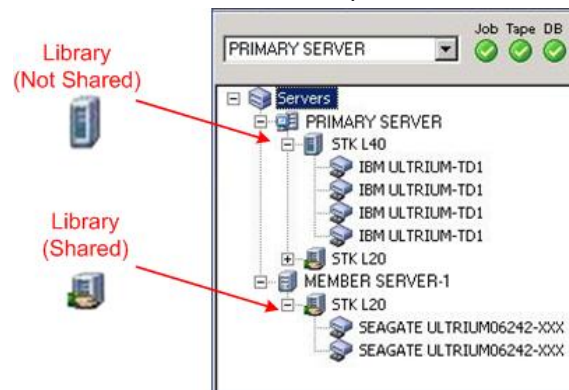 Job Tape DB
PRIMARY SERVER
Library
(Not Shared)
Servers
PRIMARY SERVER
STK L40
IBM ULTRIUM-TD1
IBM ULTRIUM-TD1
IBM ULTRIUM-TD1
IBM ULTRIUM-TD1
STK L20
Library
(Shared)
MEMBER SERVER-1
STK L20
SEAGATE ULTRIUM06242-XXX
SEAGATE ULTRIUM06242-XXX